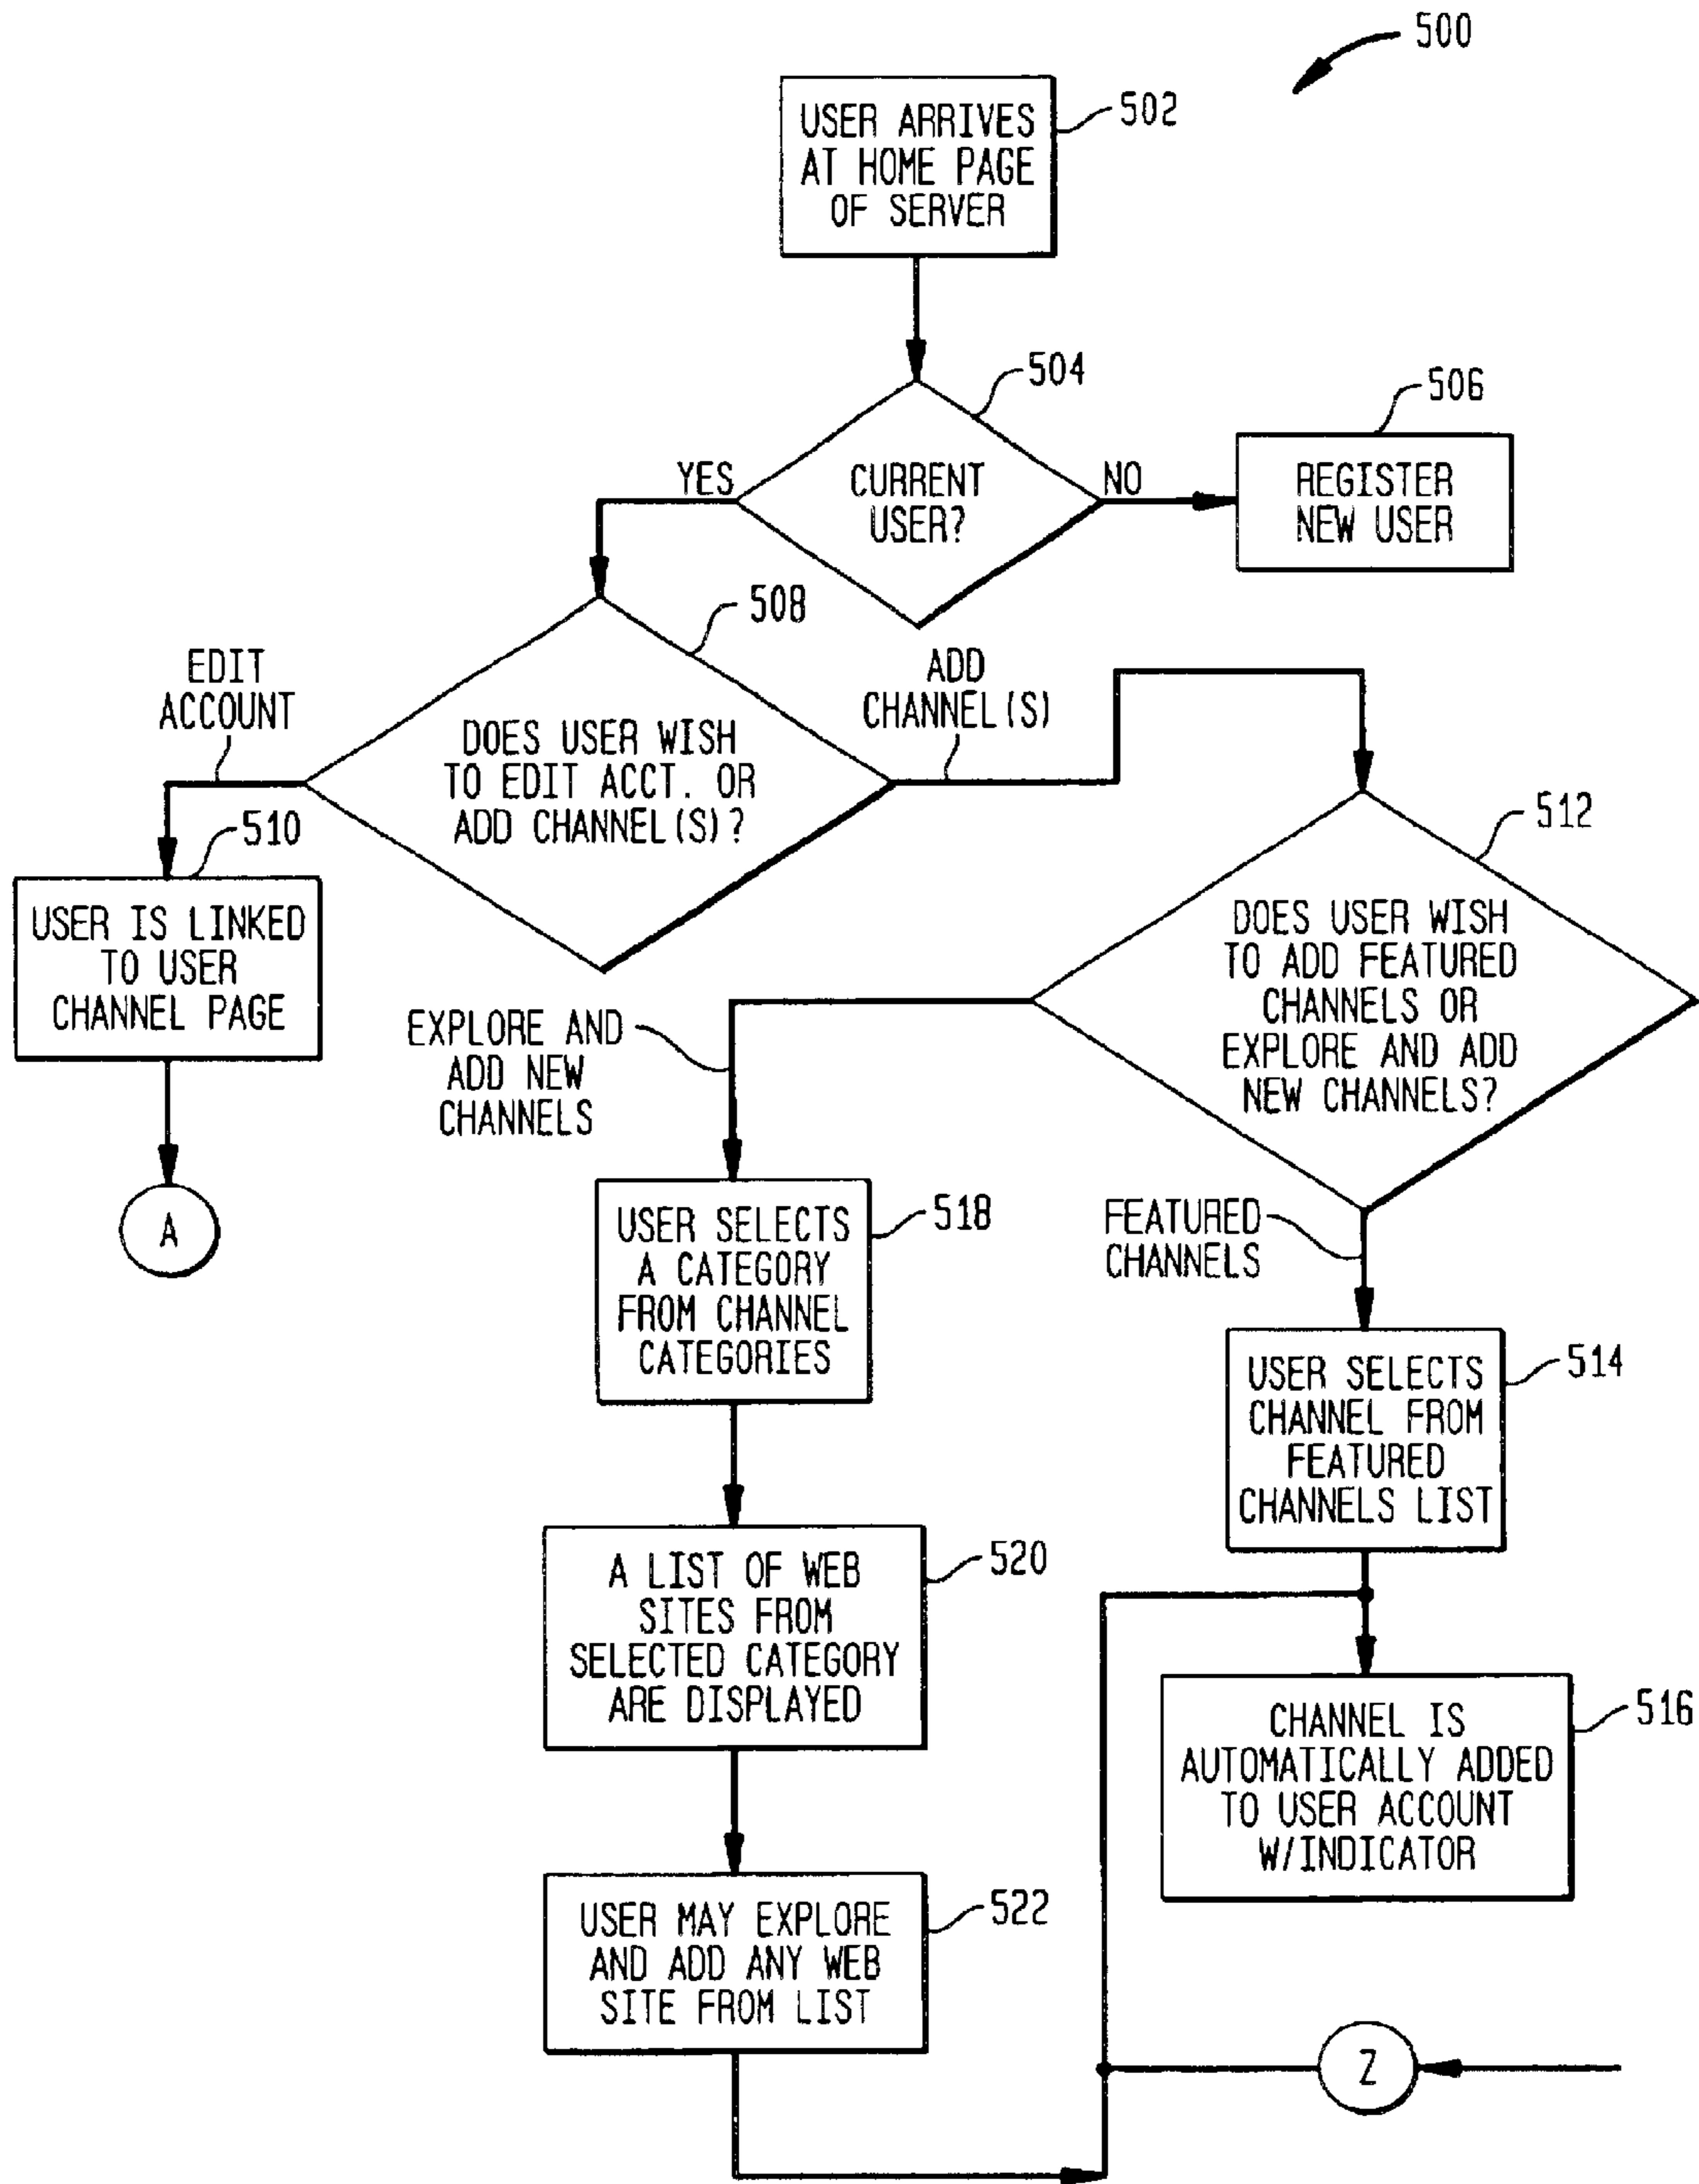 500
USER ARRIVES
AT HOME PAGE
OF SERVER
502
504
CURRENT
USER?
YES
NO
506
REGISTER
NEW USER
508
DOES USER WISH
TO EDIT ACCT. OR
ADD CHANNEL(S)?
EDIT
ACCOUNT
ADD
CHANNEL(S)
510
USER IS LINKED
TO USER
CHANNEL PAGE
A
512
DOES USER WISH
TO ADD FEATURED
CHANNELS OR
EXPLORE AND ADD
NEW CHANNELS?
EXPLORE AND
ADD NEW
CHANNELS
FEATURED
CHANNELS
518
USER SELECTS
A CATEGORY
FROM CHANNEL
CATEGORIES
514
USER SELECTS
CHANNEL FROM
FEATURED
CHANNELS LIST
520
A LIST OF WEB
SITES FROM
SELECTED CATEGORY
ARE DISPLAYED
516
CHANNEL IS
AUTOMATICALLY ADDED
TO USER ACCOUNT
W/INDICATOR
522
USER MAY EXPLORE
AND ADD ANY WEB
SITE FROM LIST
Z